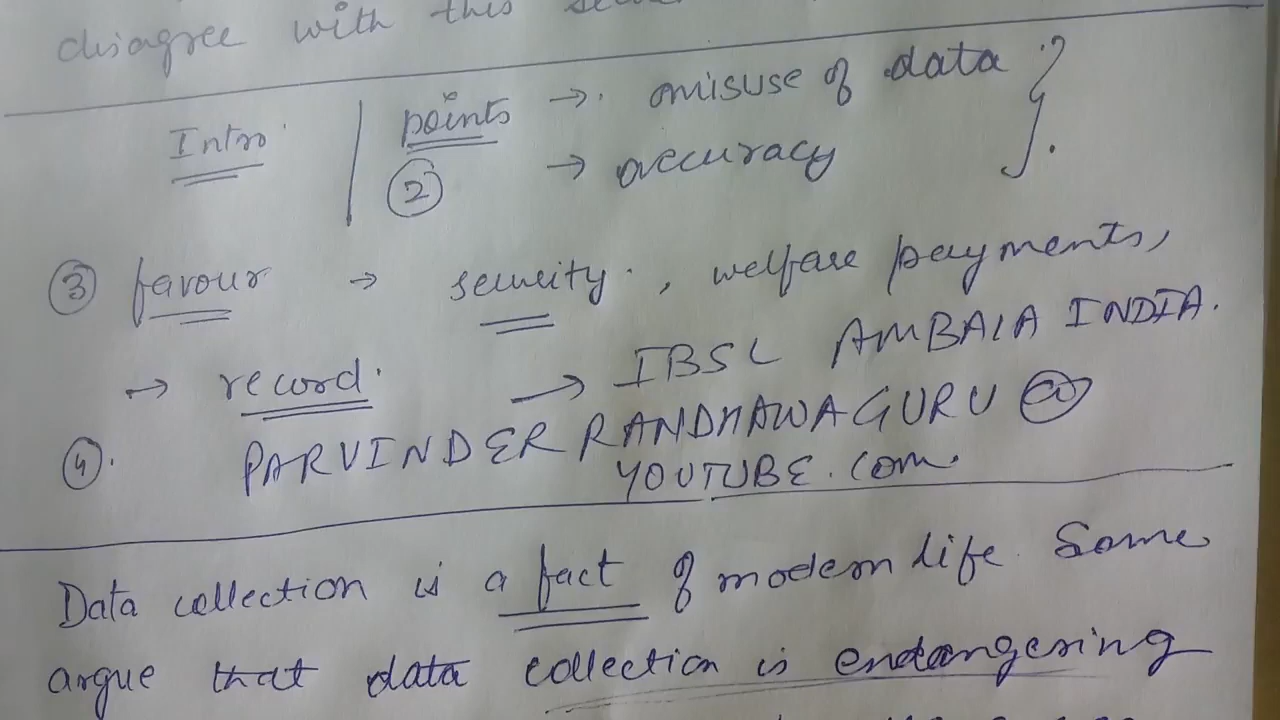 disagree with this
Intro. | points → misuse of data
② → accuracy
③ favour → security, welfare payments,
→ record. → IBSL AMBALA INDIA.
④. PARVINDER RANDHAWA GURU @
YOUTUBE.com.
Data collection is a fact of modern life. Some
argue that data collection is endangering